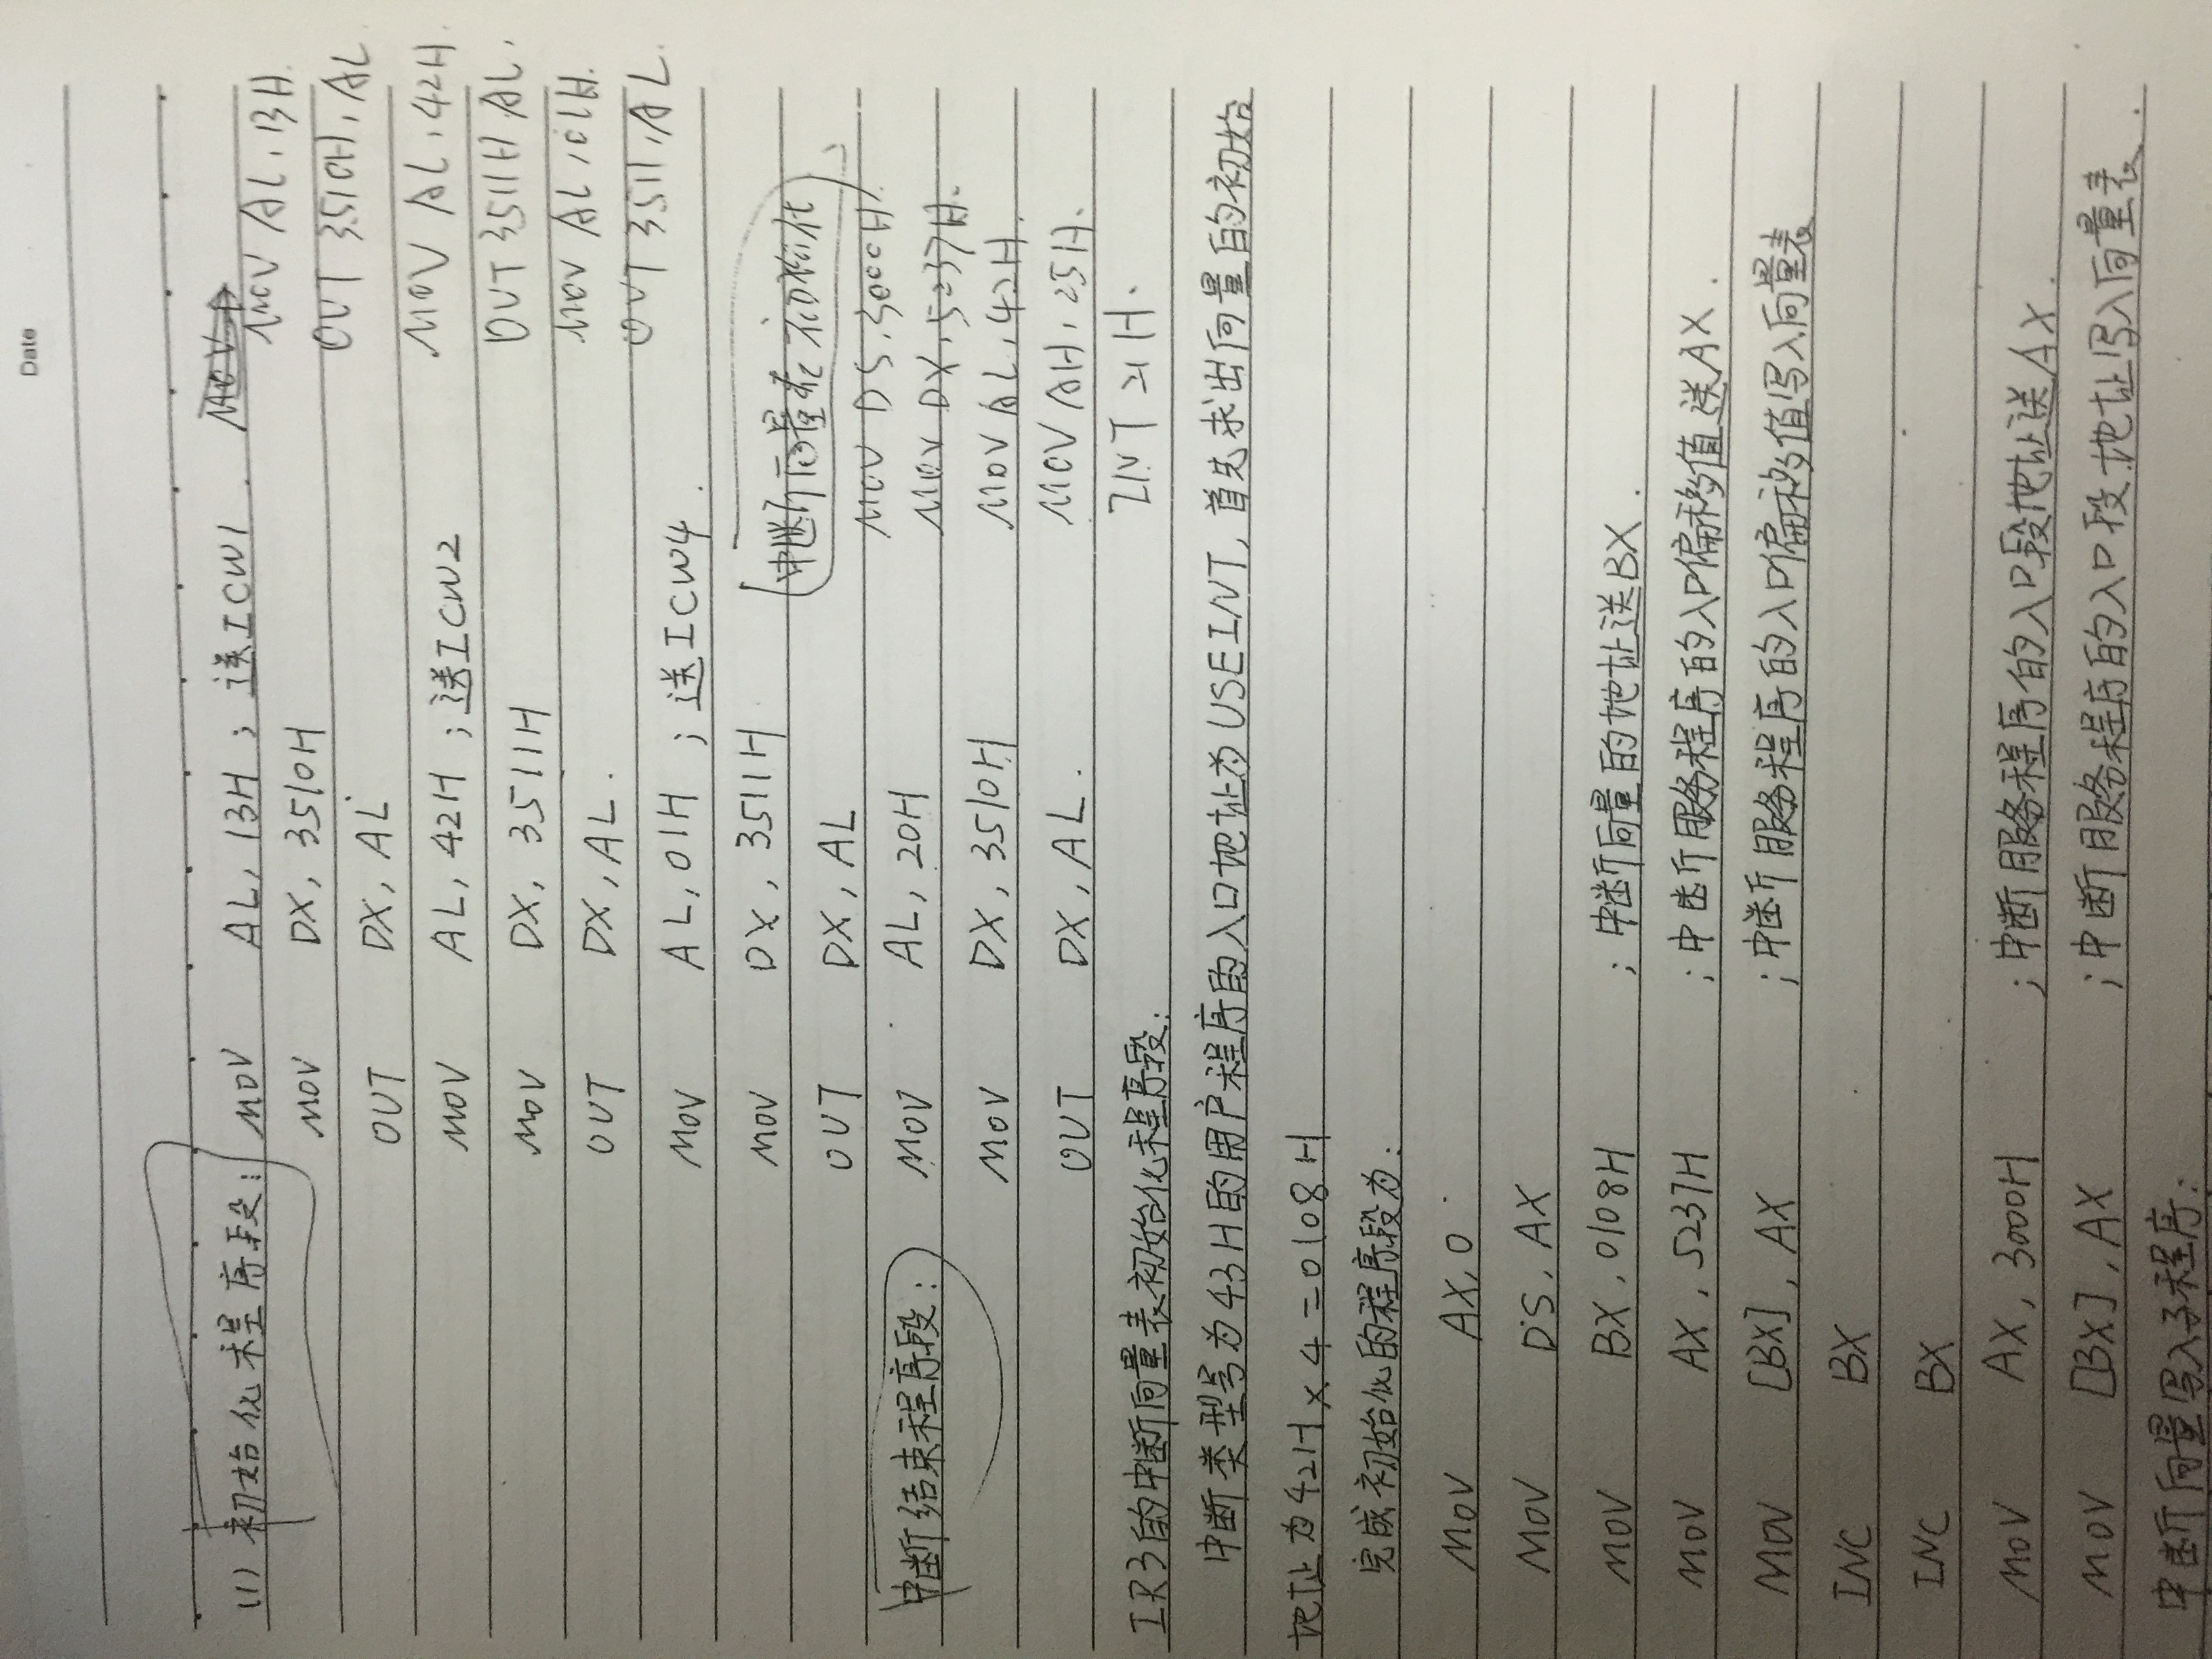 Date
(1) 初始化程序段: MOV AL, 13H ; 送ICW1.
MOV DX, 3510H
OUT DX, AL
MOV AL, 42H ; 送ICW2
MOV DX, 3511H
OUT DX, AL.
MOV AL, 01H ; 送ICW4.
MOV DX, 3511H
OUT DX, AL
中断结束程序段: MOV AL, 20H
MOV DX, 3510H
OUT DX, AL.
MOV AL, 13H.
OUT 3510H, AL
MOV AL, 42H.
OUT 3511H AL.
MOV AL, 01H.
OUT 3511, AL.
中断向量表初始化
MOV DS, 3000H.
MOV DX, 5237H.
MOV AL, 42H.
MOV AH, 25H.
INT 21H.
IR3的中断向量表初始化程序段:
中断类型号为43H的用户程序的入口地址为USEINT, 首先求出向量的初始
地址为42H×4=0108H
完成初始化的程序段为:
MOV AX, 0
MOV DS, AX
MOV BX, 0108H ; 中断向量的地址送BX.
MOV AX, 5237H ; 中断服务程序的入口偏移值送AX.
MOV [BX], AX ; 中断服务程序的入口偏移值写入向量表
INC BX
INC BX
MOV AX, 3000H ; 中断服务程序的入口段地址送AX.
MOV [BX], AX ; 中断服务程序的入口段地址写入向量表.
中断向量写入子程序: